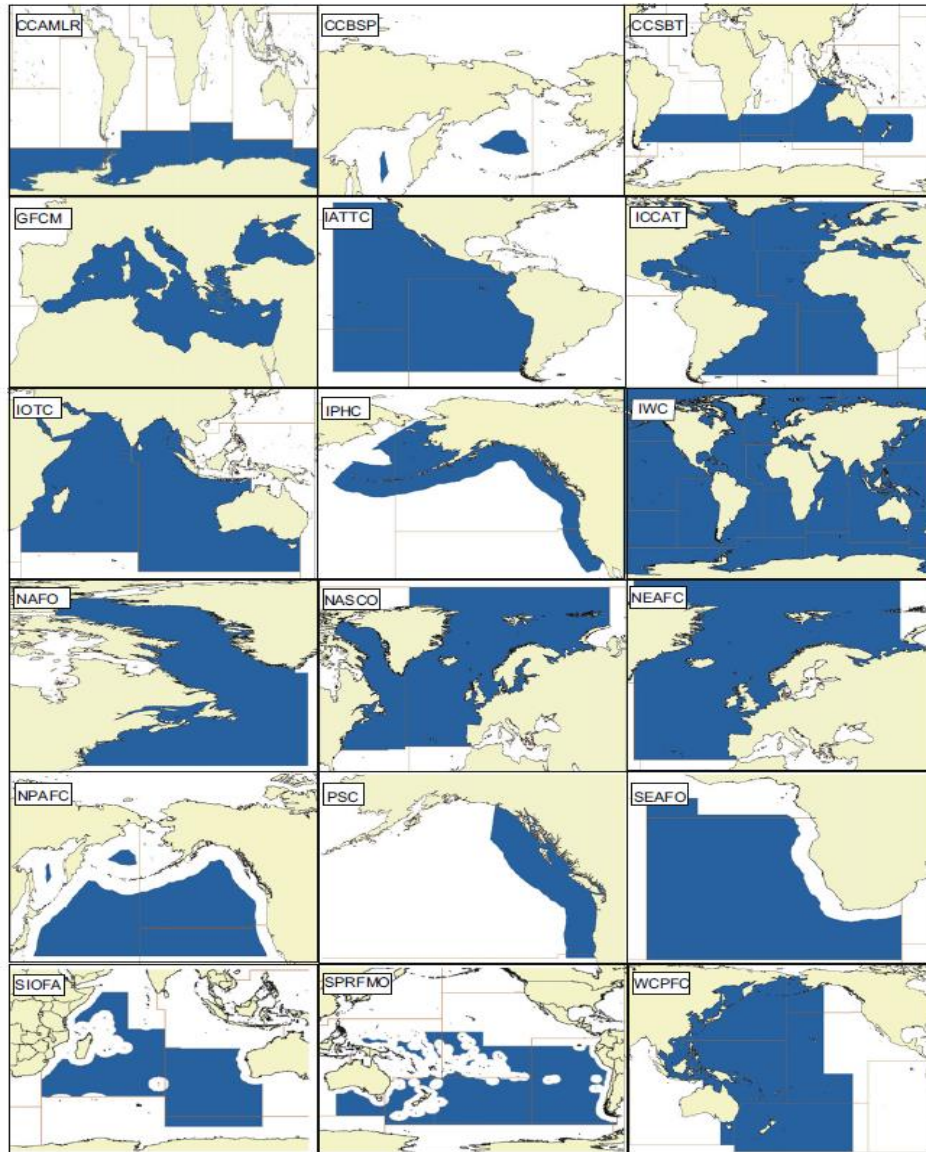 CCAMLR
CCBSP
CCSBT
GFCM
IATTC
ICCAT
IOTC
IPHC
IWC
NAFO
NASCO
NEAFC
NPAFC
PSC
SEAFO
SIOFA
SPRFMO
WCPFC